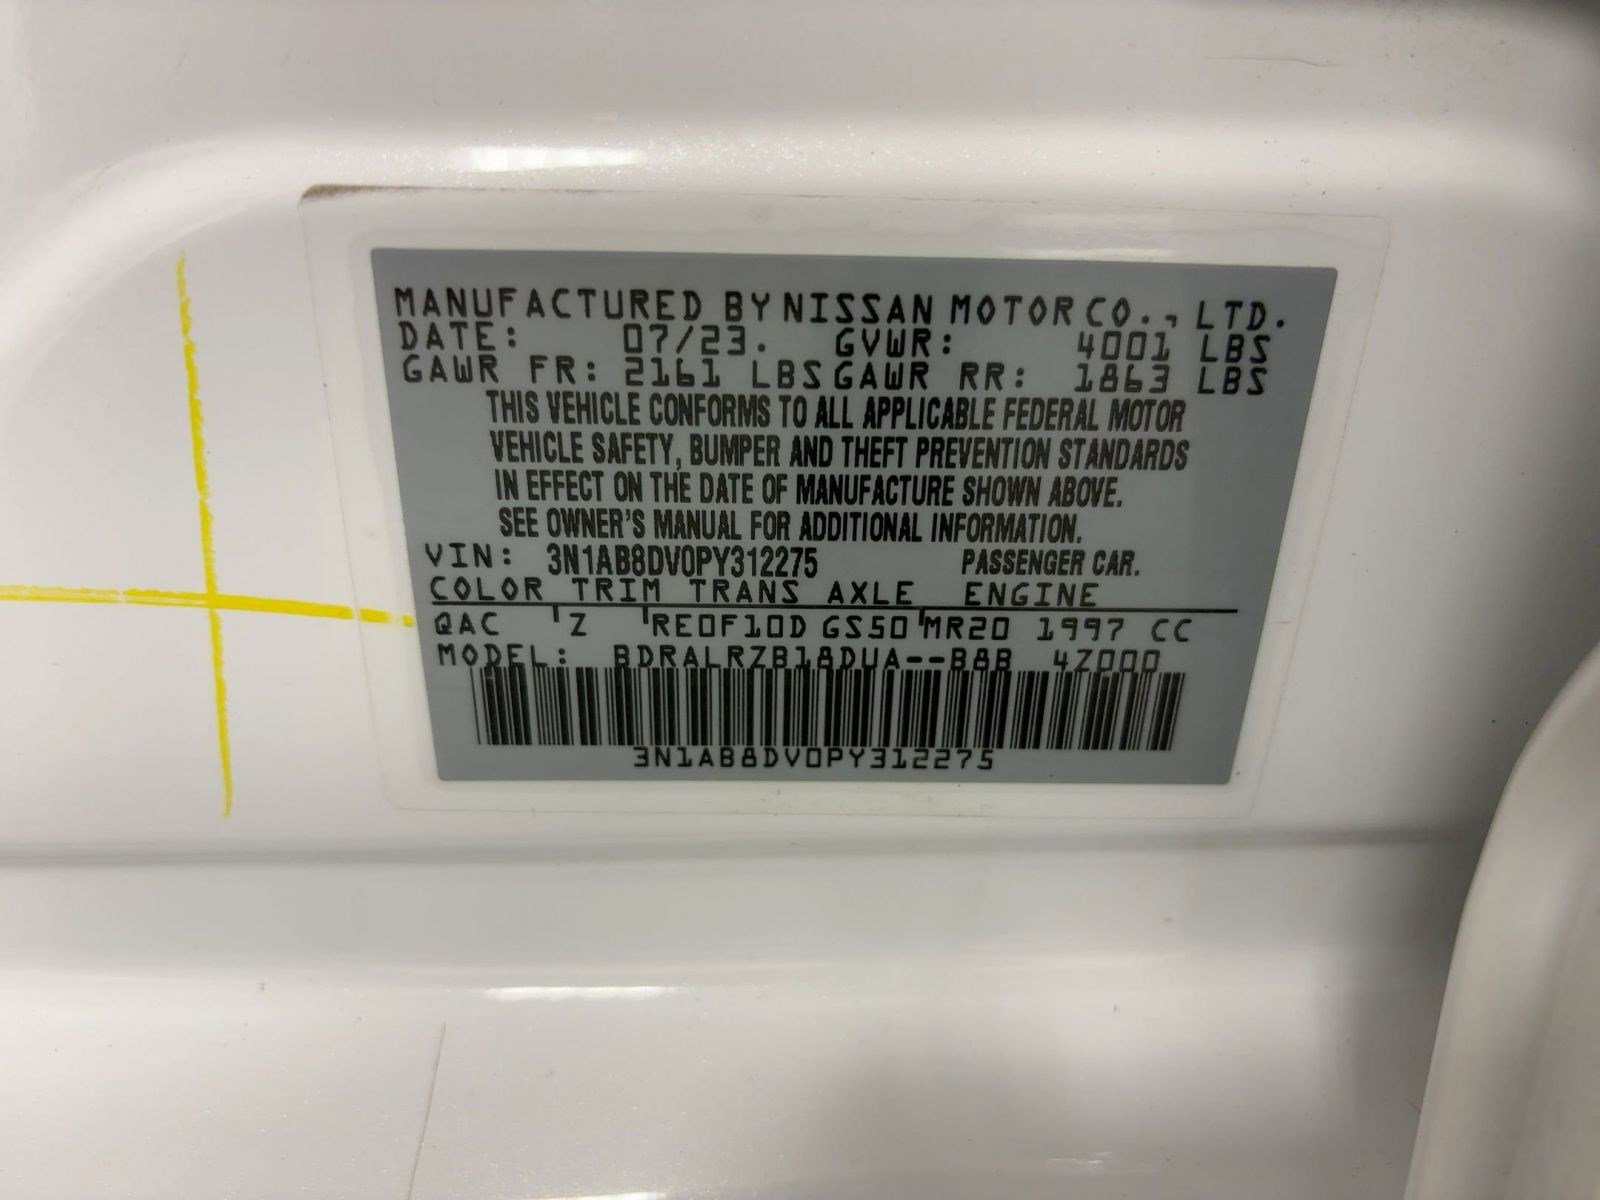 MANUFACTURED BY NISSAN MOTOR CO., LTD.
DATE: 07/23. GVWR: 4001 LBS
GAWR FR: 2161 LBS GAWR RR: 1863 LBS
THIS VEHICLE CONFORMS TO ALL APPLICABLE FEDERAL MOTOR
VEHICLE SAFETY, BUMPER AND THEFT PREVENTION STANDARDS
IN EFFECT ON THE DATE OF MANUFACTURE SHOWN ABOVE.
SEE OWNER'S MANUAL FOR ADDITIONAL INFORMATION.
VIN: 3N1AB8DV0PY312275 PASSENGER CAR.
COLOR TRIM TRANS AXLE ENGINE
QAC Z RE0F10D GS50 MR20 1997 CC
MODEL: BDRALRZB18DUA--B8B 4Z000
3N1AB8DV0PY312275